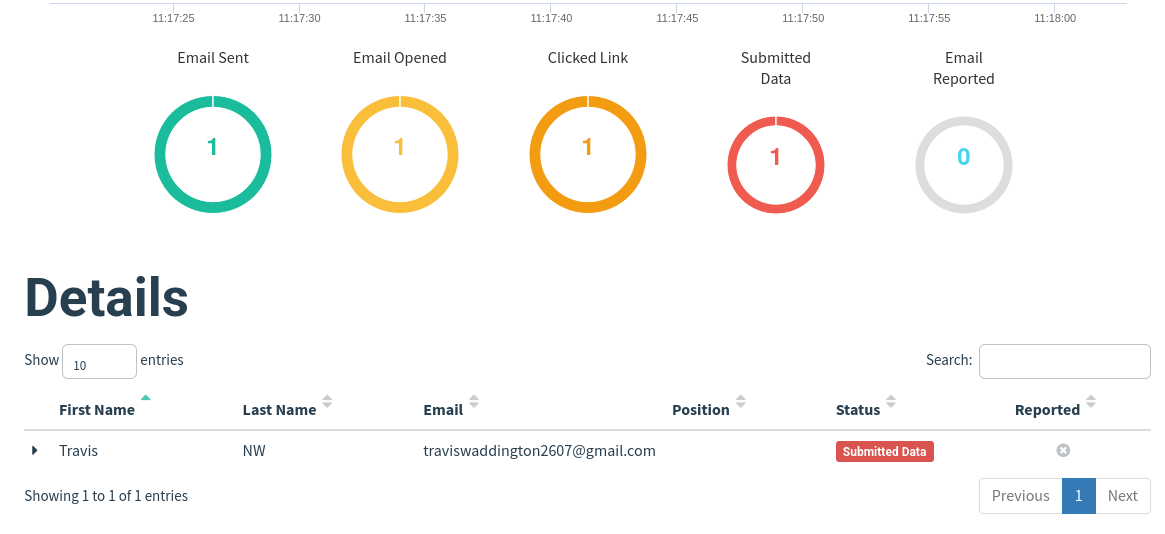 11:17:25 11:17:30 11:17:35 11:17:40 11:17:45 11:17:50 11:17:55 11:18:00
Email Sent Email Opened Clicked Link Submitted Data Email Reported
1 1 1 1 0
Details
Show 10 entries Search:
First Name Last Name Email Position Status Reported
Travis NW traviswaddington2607@gmail.com Submitted Data
Showing 1 to 1 of 1 entries Previous 1 Next